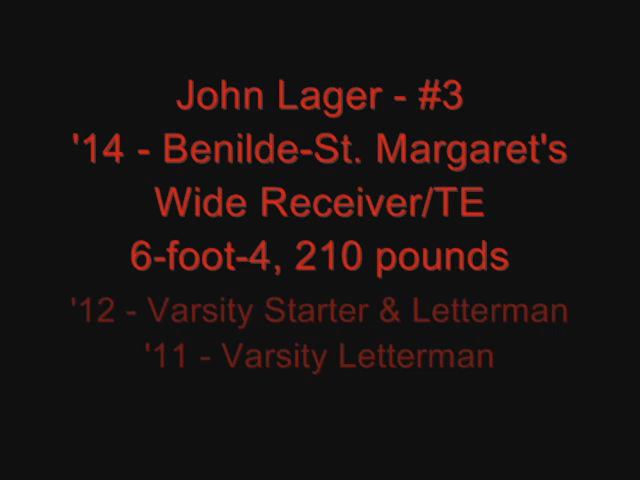 John Lager - #3
'14 - Benilde-St. Margaret's
Wide Receiver/TE
6-foot-4, 210 pounds
'12 - Varsity Starter & Letterman
'11 - Varsity Letterman